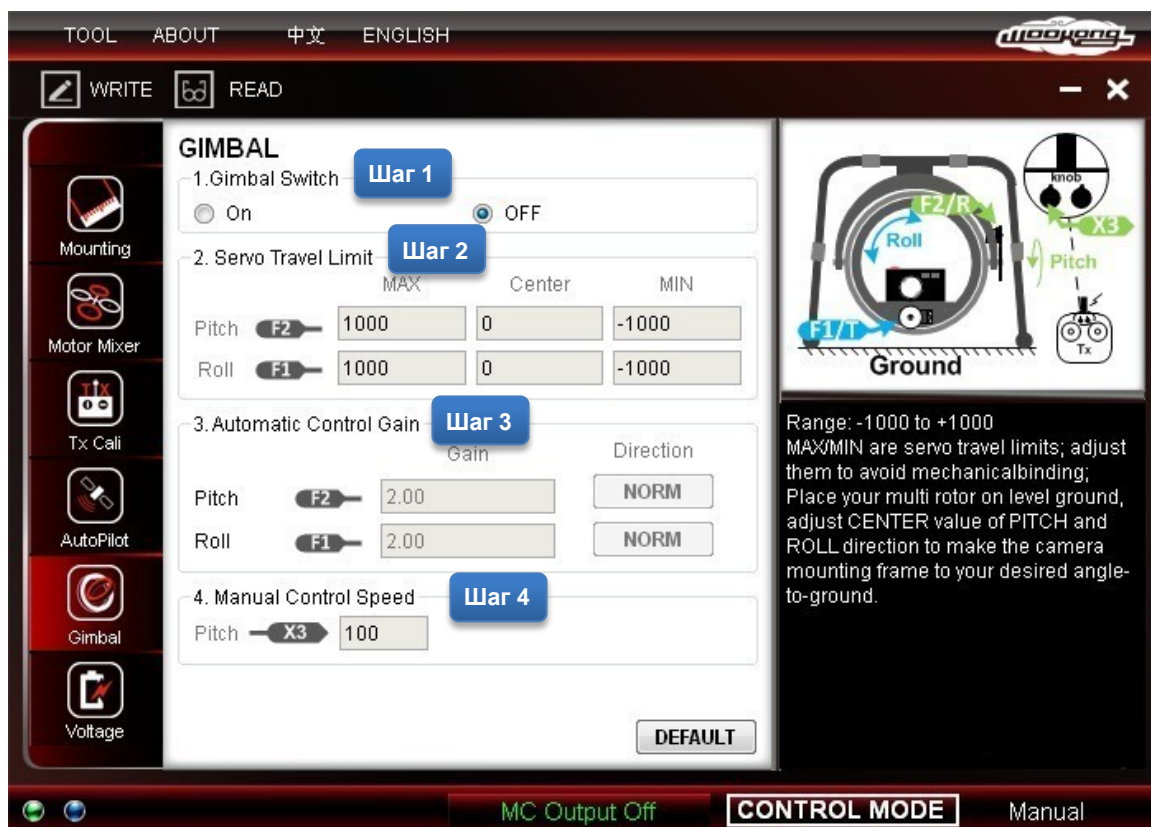 TOOL ABOUT 中文 ENGLISH
WooKong
WRITE READ
Mounting
Motor Mixer
Tx Cali
AutoPilot
Gimbal
Voltage
GIMBAL
1.Gimbal Switch Шаг 1
On OFF
2. Servo Travel Limit Шаг 2
MAX Center MIN
Pitch F2 1000 0 -1000
Roll F1 1000 0 -1000
3. Automatic Control Gain Шаг 3
Gain Direction
Pitch F2 2.00 NORM
Roll F1 2.00 NORM
4. Manual Control Speed Шаг 4
Pitch X3 100
DEFAULT
knob
F2/R
X3
Roll
Pitch
F1/T
Tx
Ground
Range: -1000 to +1000
MAX/MIN are servo travel limits; adjust
them to avoid mechanicalbinding;
Place your multi rotor on level ground,
adjust CENTER value of PITCH and
ROLL direction to make the camera
mounting frame to your desired angle-
to-ground.
MC Output Off CONTROL MODE Manual